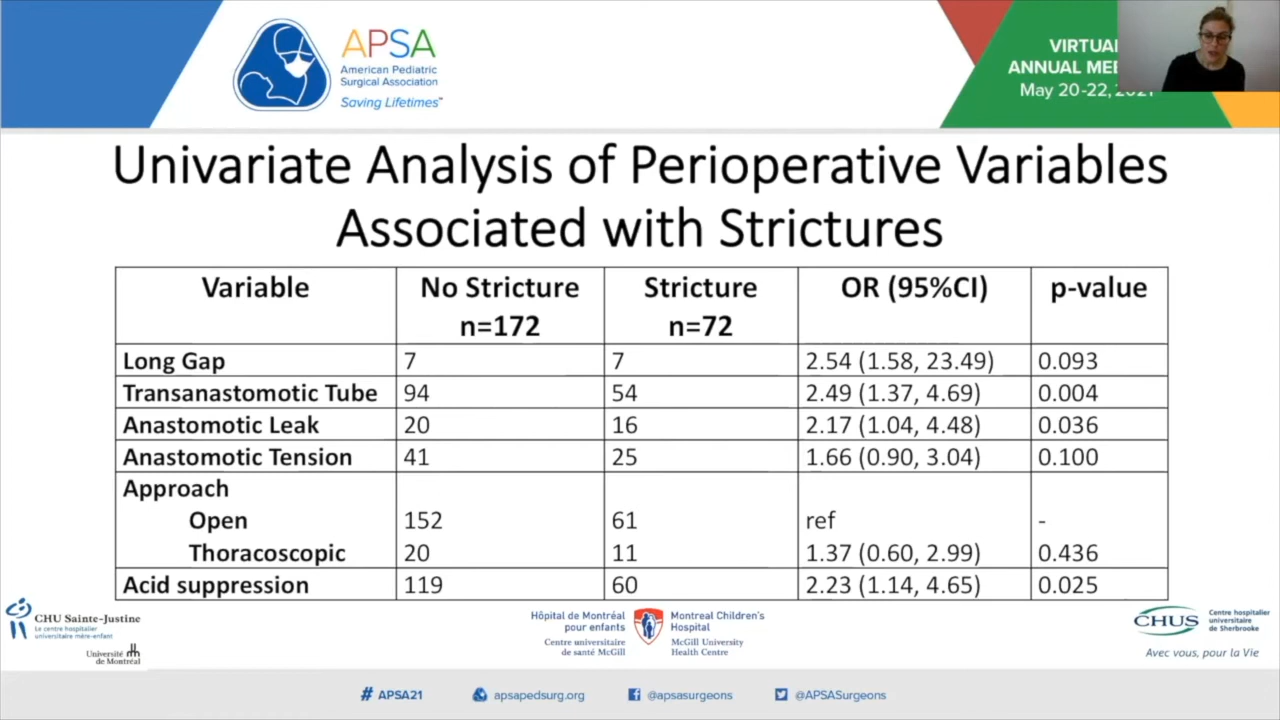 APSA
American Pediatric
Surgical Association
Saving Lifetimes™
VIRTUAL
ANNUAL
May 20-22, 2021
Univariate Analysis of Perioperative Variables
Associated with Strictures
Variable No Stricture n=172 Stricture n=72 OR (95%CI) p-value
Long Gap 7 7 2.54 (1.58, 23.49) 0.093
Transanastomotic Tube 94 54 2.49 (1.37, 4.69) 0.004
Anastomotic Leak 20 16 2.17 (1.04, 4.48) 0.036
Anastomotic Tension 41 25 1.66 (0.90, 3.04) 0.100
Approach
Open 152 61 ref -
Thoracoscopic 20 11 1.37 (0.60, 2.99) 0.436
Acid suppression 119 60 2.23 (1.14, 4.65) 0.025
CHU Sainte-Justine
Le centre hospitalier
universitaire mère-enfant
Université
de Montréal
Hôpital de Montréal
pour enfants
Centre universitaire
de santé McGill
Montreal Children's
Hospital
McGill University
Health Centre
CHUS
Centre hospitalier
universitaire
de Sherbrooke
Avec vous, pour la Vie
# APSA21
apsapedsurg.org
@apsasurgeons
@APSASurgeons